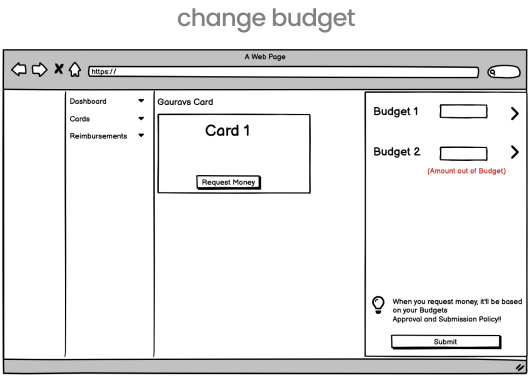 change budget
A Web Page
https://
Dashboard
Cards
Reimbursements
Gauravs Card
Card 1
Request Money
Budget 1
Budget 2
(Amount out of Budget)
When you request money, it'll be based
on your Budgets
Approval and Submission Policy!!
Submit